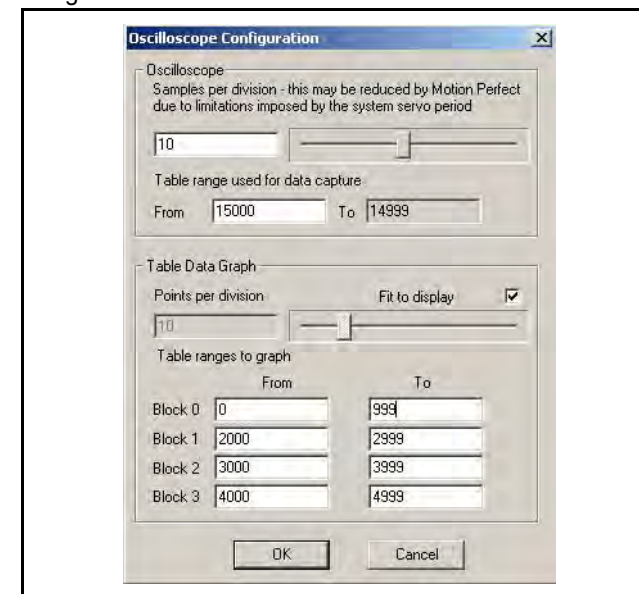 Oscilloscope Configuration
Oscilloscope
Samples per division - this may be reduced by Motion Perfect
due to limitations imposed by the system servo period
10
Table range used for data capture
From 15000 To 14999
Table Data Graph
Points per division Fit to display
10
Table ranges to graph
From To
Block 0 0 999
Block 1 2000 2999
Block 2 3000 3999
Block 3 4000 4999
OK Cancel